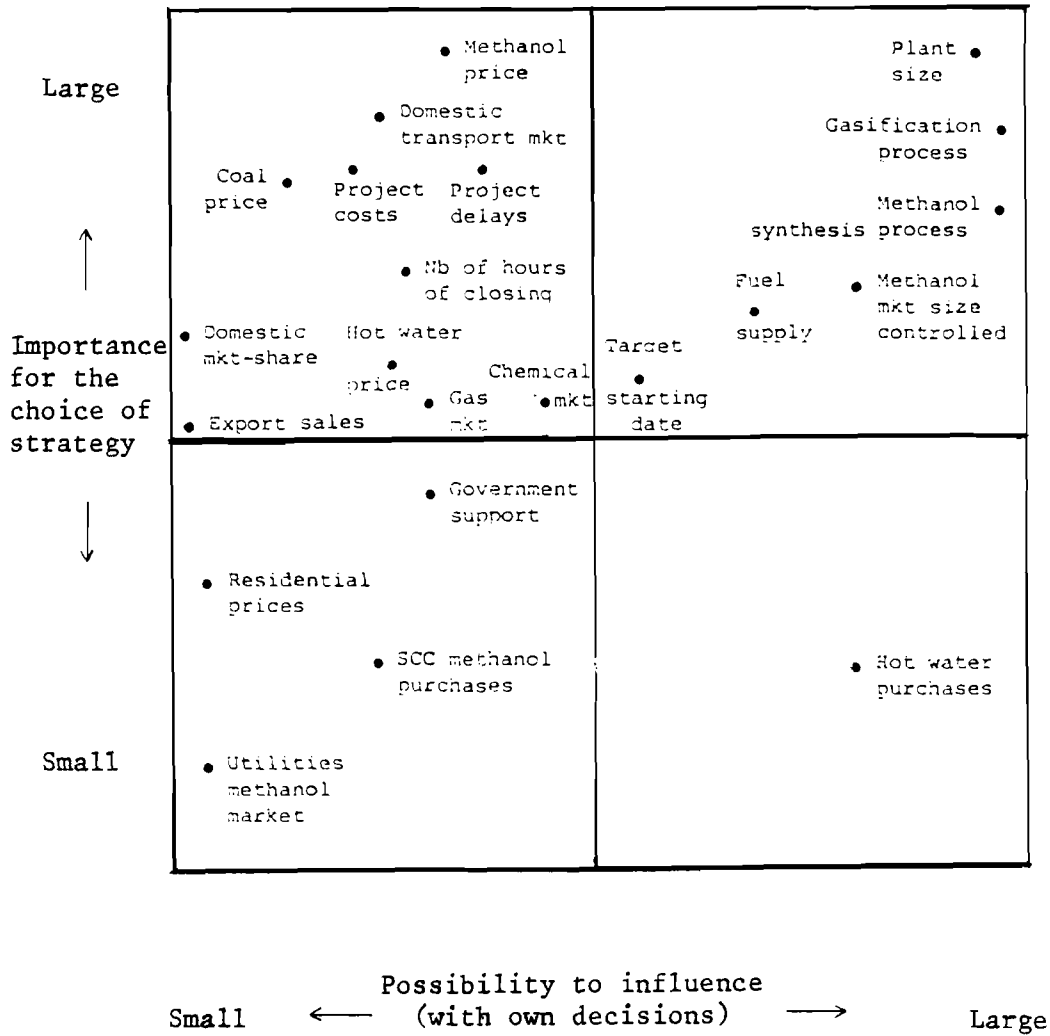 Large
Methanol
price
Plant
size
Domestic
transport mkt
Gasification
process
Coal
price
Project
costs
Project
delays
Methanol
synthesis process
Nb of hours
of closing
Fuel
supply
Methanol
mkt size
controlled
Importance
for the
choice of
strategy
Domestic
mkt-share
Hot water
price
Chemical
mkt
Target
starting
date
Gas
mkt
Export sales
Government
support
Residential
prices
SCC methanol
purchases
Hot water
purchases
Small
Utilities
methanol
market
Possibility to influence
(with own decisions)
Small
Large